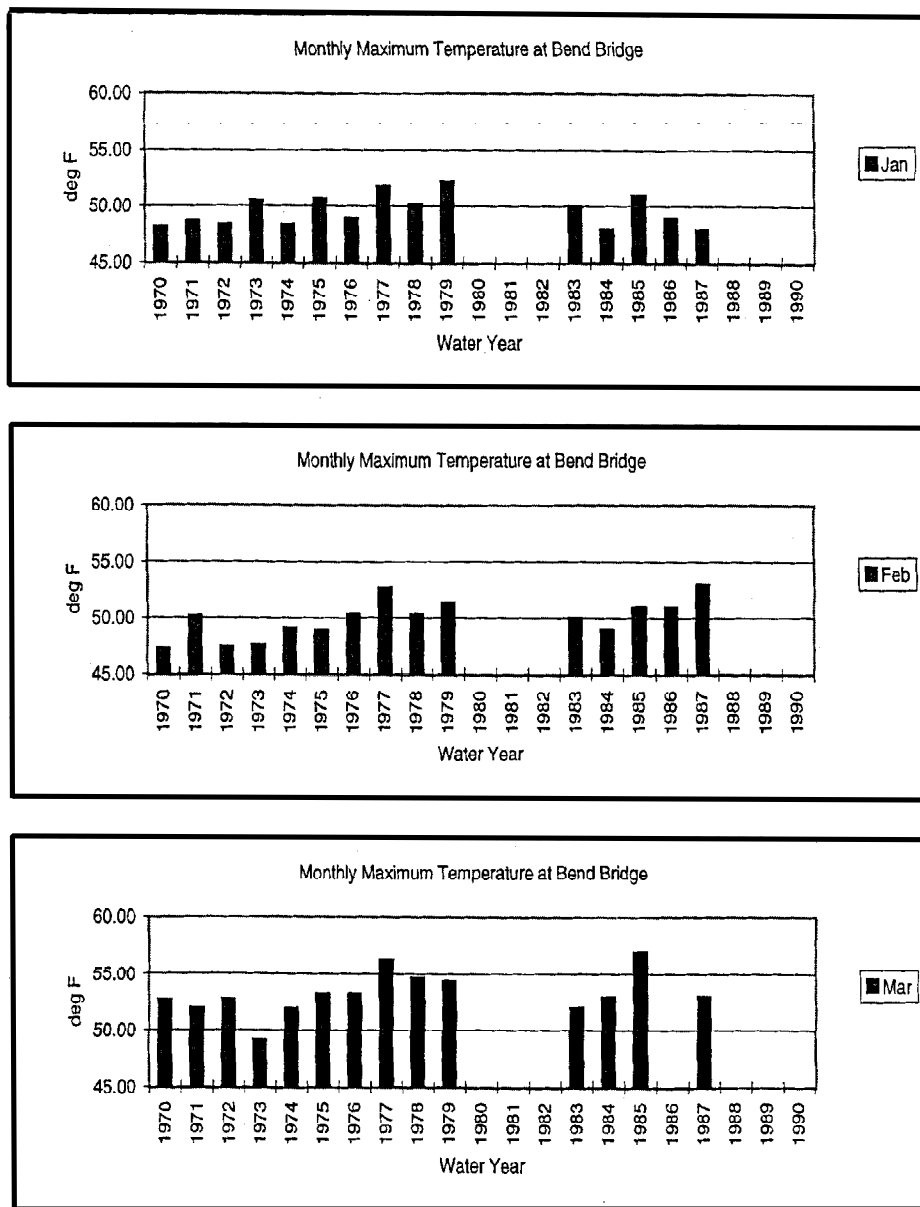 Monthly Maximum Temperature at Bend Bridge
60.00
55.00
50.00
45.00
deg F
1970 1971 1972 1973 1974 1975 1976 1977 1978 1979 1980 1981 1982 1983 1984 1985 1986 1987 1988 1989 1990
Water Year
Jan
Monthly Maximum Temperature at Bend Bridge
60.00
55.00
50.00
45.00
deg F
1970 1971 1972 1973 1974 1975 1976 1977 1978 1979 1980 1981 1982 1983 1984 1985 1986 1987 1988 1989 1990
Water Year
Feb
Monthly Maximum Temperature at Bend Bridge
60.00
55.00
50.00
45.00
deg F
1970 1971 1972 1973 1974 1975 1976 1977 1978 1979 1980 1981 1982 1983 1984 1985 1986 1987 1988 1989 1990
Water Year
Mar